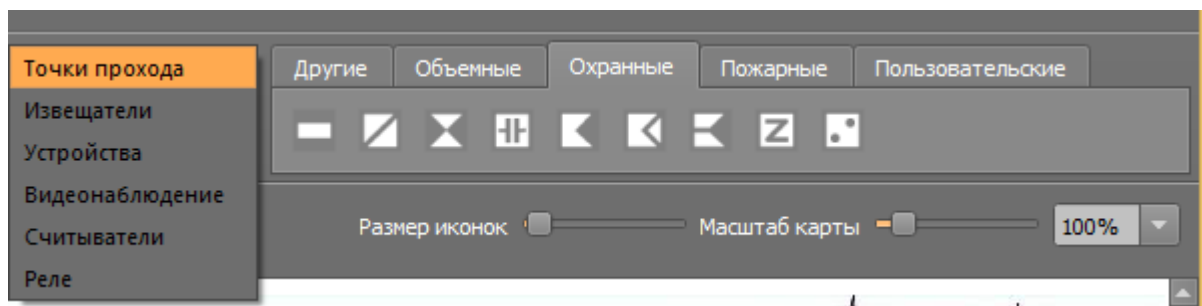 Точки прохода
Извещатели
Устройства
Видеонаблюдение
Считыватели
Реле
Другие Объемные Охранные Пожарные Пользовательские
Размер иконок Масштаб карты 100%